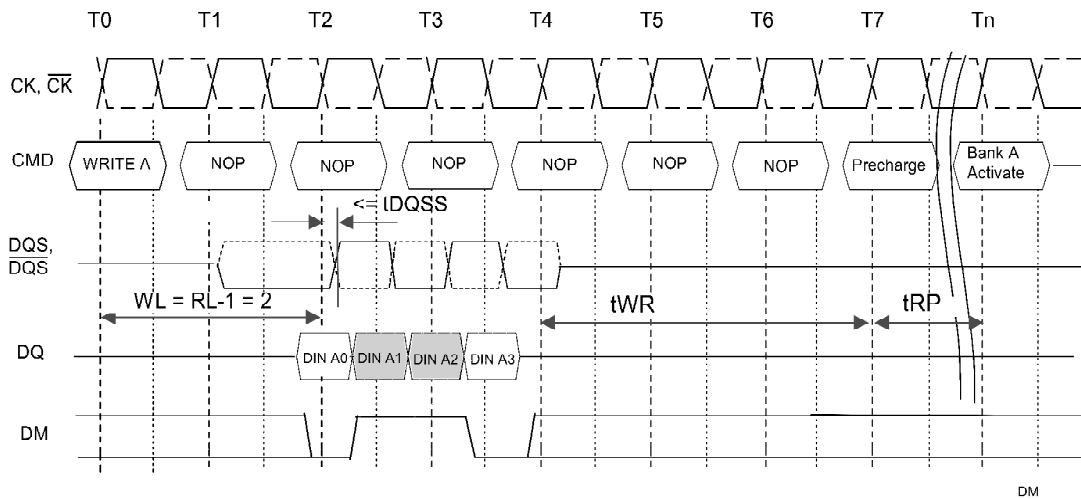 T0 T1 T2 T3 T4 T5 T6 T7 Tn
CK, CK
CMD WRITE A NOP NOP NOP NOP NOP NOP Precharge Bank A
Activate
<= tDQSS
DQS,
DQS
WL = RL-1 = 2 tWR tRP
DQ DIN A0 DIN A1 DIN A2 DIN A3
DM
DM